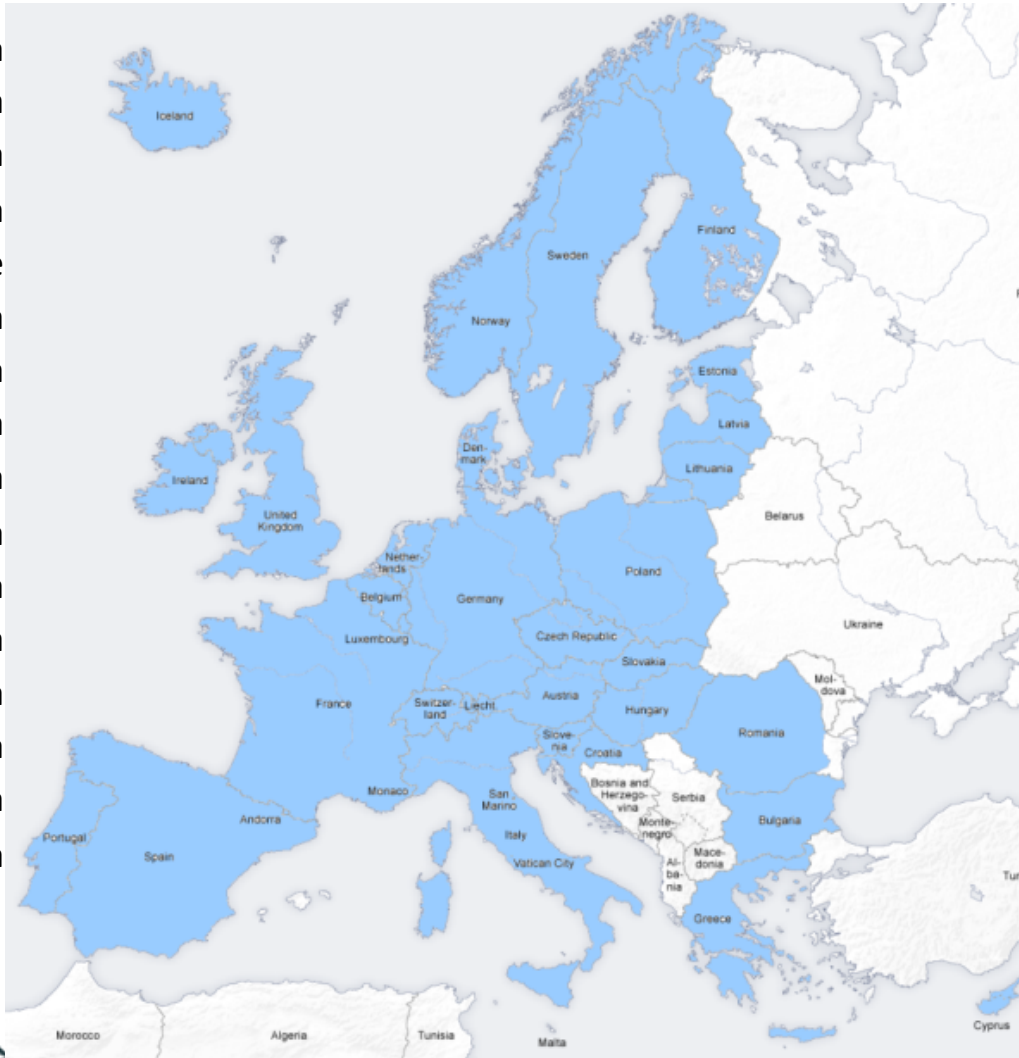 Iceland
Finland
Sweden
Norway
Estonia
Latvia
Den-
mark
Lithuania
Ireland
United
Kingdom
Belarus
Nether-
lands
Poland
Belgium
Germany
Ukraine
Czech Republic
Luxembourg
Slovakia
Mol-
dova
Austria
France
Switzer-
land
Liecht.
Hungary
Romania
Slove-
nia
Croatia
Bosnia and
Herzego-
vina
Monaco
San
Marino
Serbia
Andorra
Bulgaria
Monte-
negro
Portugal
Italy
Spain
Vatican City
Mace-
donia
Al-
ba-
nia
Greece
Cyprus
Morocco
Algeria
Tunisia
Malta